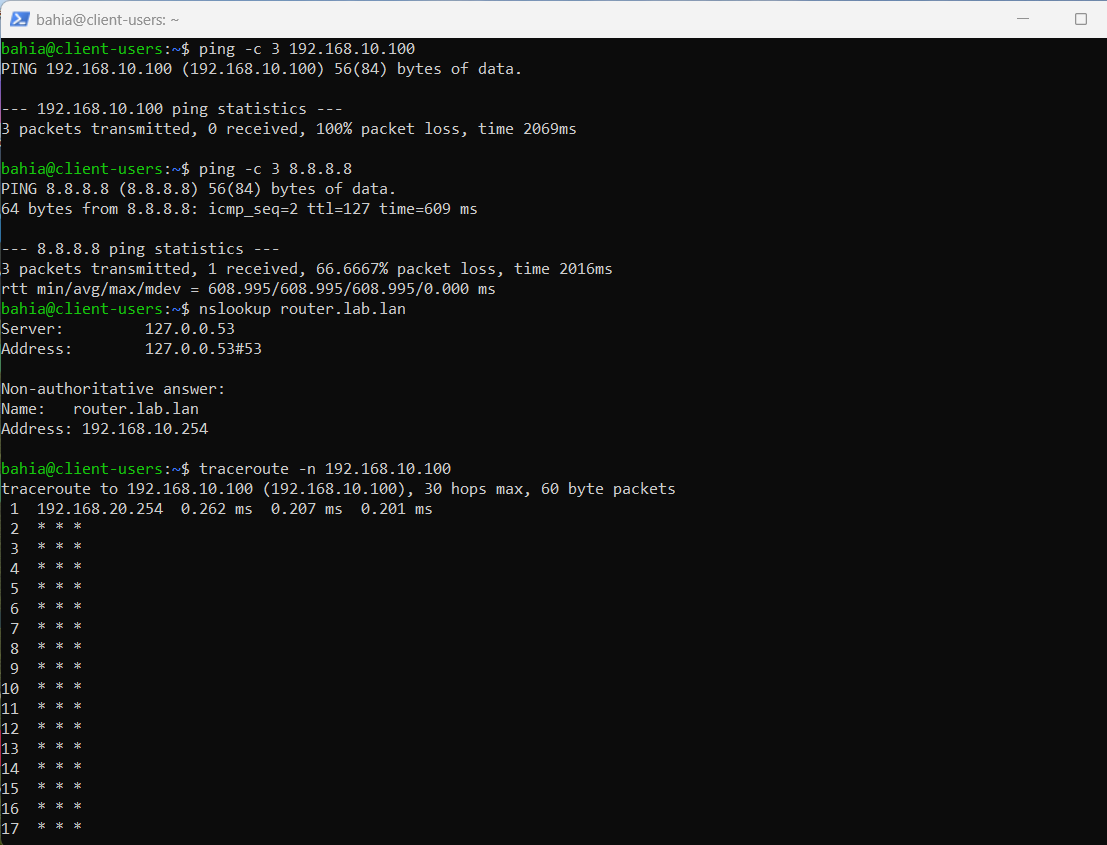 bahia@client-users: ~
bahia@client-users:~$ ping -c 3 192.168.10.100
PING 192.168.10.100 (192.168.10.100) 56(84) bytes of data.
--- 192.168.10.100 ping statistics ---
3 packets transmitted, 0 received, 100% packet loss, time 2069ms
bahia@client-users:~$ ping -c 3 8.8.8.8
PING 8.8.8.8 (8.8.8.8) 56(84) bytes of data.
64 bytes from 8.8.8.8: icmp_seq=2 ttl=127 time=609 ms
--- 8.8.8.8 ping statistics ---
3 packets transmitted, 1 received, 66.6667% packet loss, time 2016ms
rtt min/avg/max/mdev = 608.995/608.995/608.995/0.000 ms
bahia@client-users:~$ nslookup router.lab.lan
Server:         127.0.0.53
Address:        127.0.0.53#53
Non-authoritative answer:
Name:   router.lab.lan
Address: 192.168.10.254
bahia@client-users:~$ traceroute -n 192.168.10.100
traceroute to 192.168.10.100 (192.168.10.100), 30 hops max, 60 byte packets
 1  192.168.20.254  0.262 ms  0.207 ms  0.201 ms
 2  * * *
 3  * * *
 4  * * *
 5  * * *
 6  * * *
 7  * * *
 8  * * *
 9  * * *
10  * * *
11  * * *
12  * * *
13  * * *
14  * * *
15  * * *
16  * * *
17  * * *